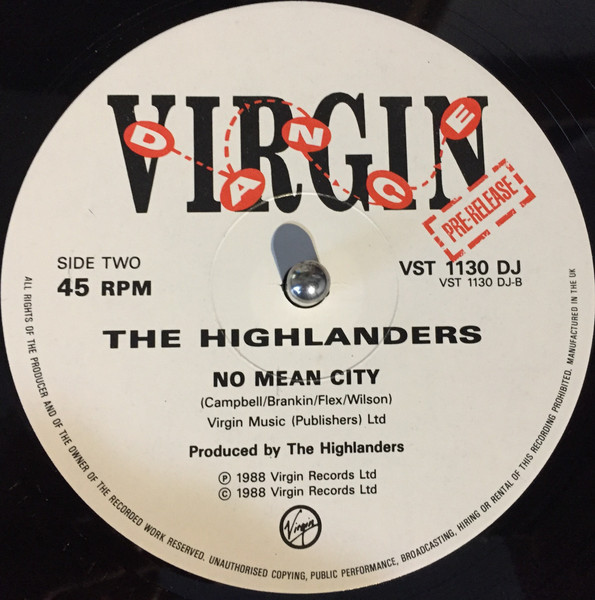 VIRGIN
DANCE
PRE-RELEASE
SIDE TWO
45 RPM
VST 1130 DJ
VST 1130 DJ-B
THE HIGHLANDERS
NO MEAN CITY
(Campbell/Brankin/Flex/Wilson)
Virgin Music (Publishers) Ltd
Produced by The Highlanders
℗ 1988 Virgin Records Ltd
© 1988 Virgin Records Ltd
Virgin
ALL RIGHTS OF THE PRODUCER AND OF THE OWNER OF THE RECORDED WORK RESERVED. UNAUTHORISED COPYING, PUBLIC PERFORMANCE, BROADCASTING, HIRING OR RENTAL OF THIS RECORDING PROHIBITED. MANUFACTURED IN THE UK